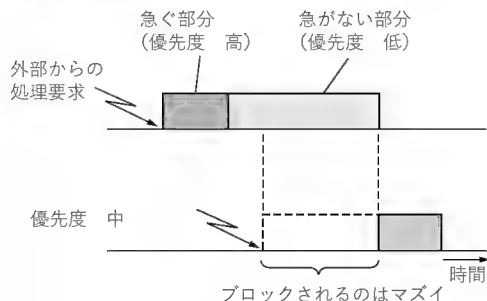 急ぐ部分
(優先度 高)
急がない部分
(優先度 低)
外部からの
処理要求
優先度 中
時間
ブロックされるのはマズイ